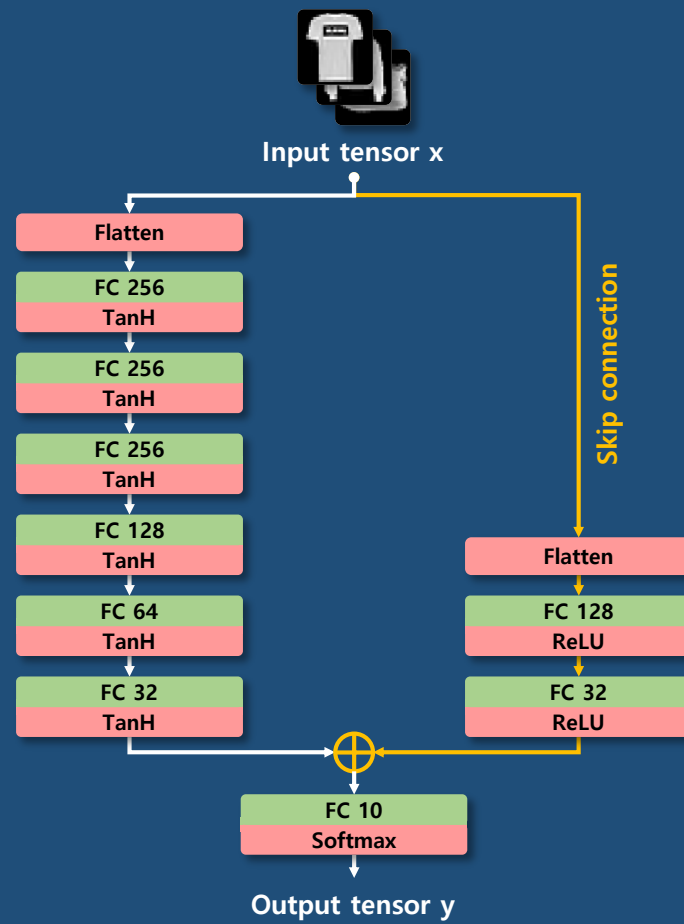 Input tensor x
Flatten
FC 256
TanH
FC 256
TanH
FC 256
TanH
FC 128
TanH
FC 64
TanH
FC 32
TanH
Skip connection
Flatten
FC 128
ReLU
FC 32
ReLU
FC 10
Softmax
Output tensor y